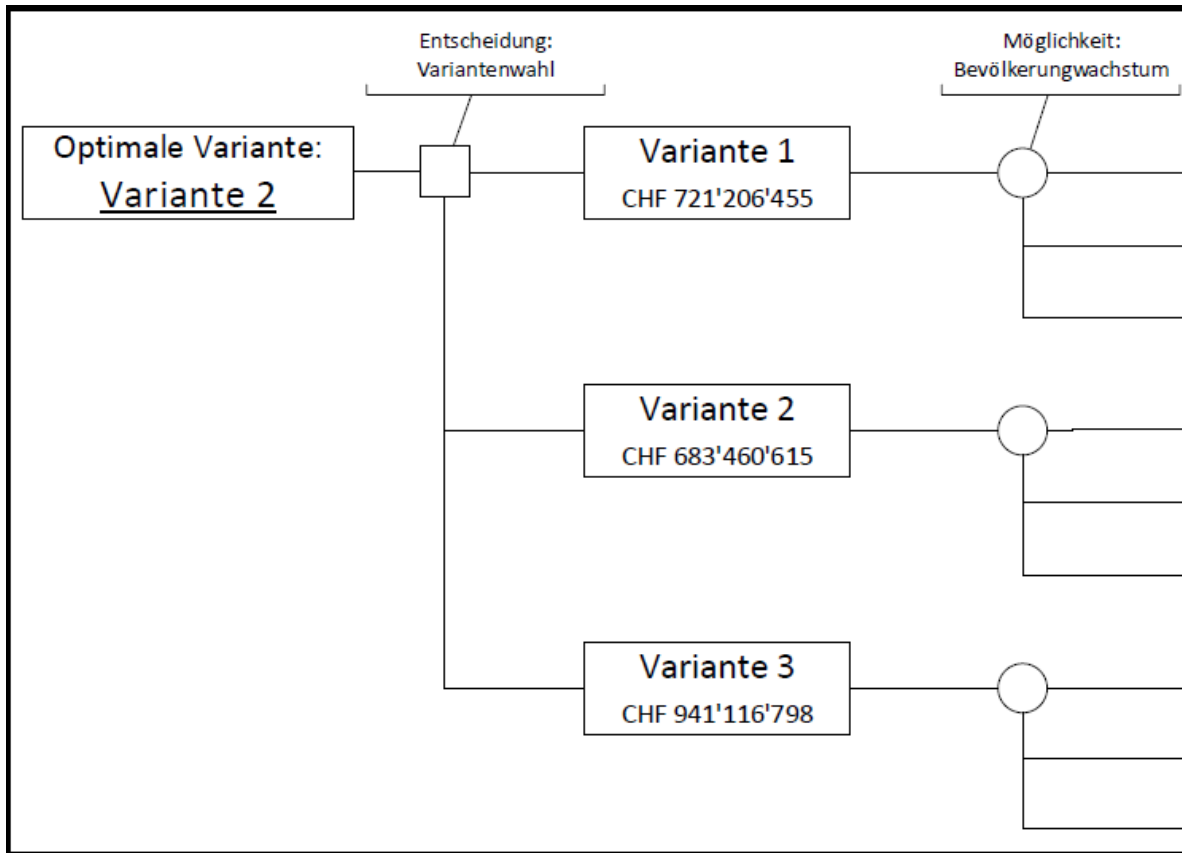 Entscheidung:
Variantenwahl
Möglichkeit:
Bevölkerungwachstum
Optimale Variante:
Variante 2
Variante 1
CHF 721'206'455
Variante 2
CHF 683'460'615
Variante 3
CHF 941'116'798